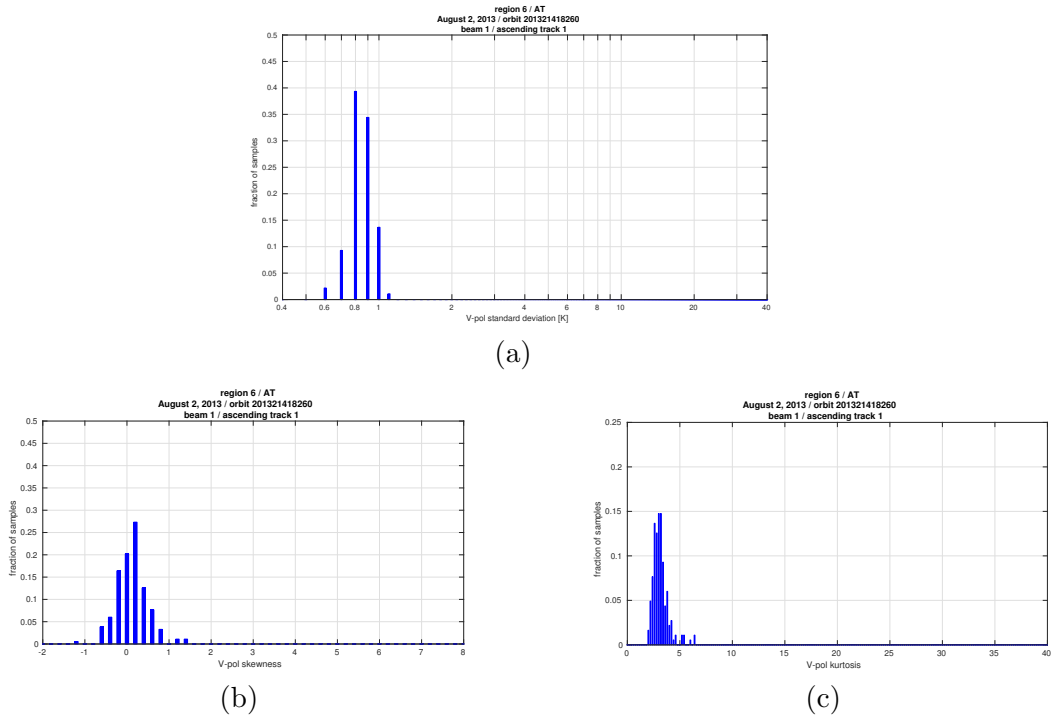 region 6 / AT
August 2, 2013 / orbit 201321418260
beam 1 / ascending track 1
0.5
0.45
0.4
0.35
0.3
0.25
0.2
0.15
0.1
0.05
0
fraction of samples
0.4 0.6 0.8 1 2 4 6 8 10 20 40
V-pol standard deviation [K]
(a)
region 6 / AT
August 2, 2013 / orbit 201321418260
beam 1 / ascending track 1
0.5
0.45
0.4
0.35
0.3
0.25
0.2
0.15
0.1
0.05
0
fraction of samples
-2 -1 0 1 2 3 4 5 6 7 8
V-pol skewness
(b)
region 6 / AT
August 2, 2013 / orbit 201321418260
beam 1 / ascending track 1
0.25
0.2
0.15
0.1
0.05
0
fraction of samples
0 5 10 15 20 25 30 35 40
V-pol kurtosis
(c)